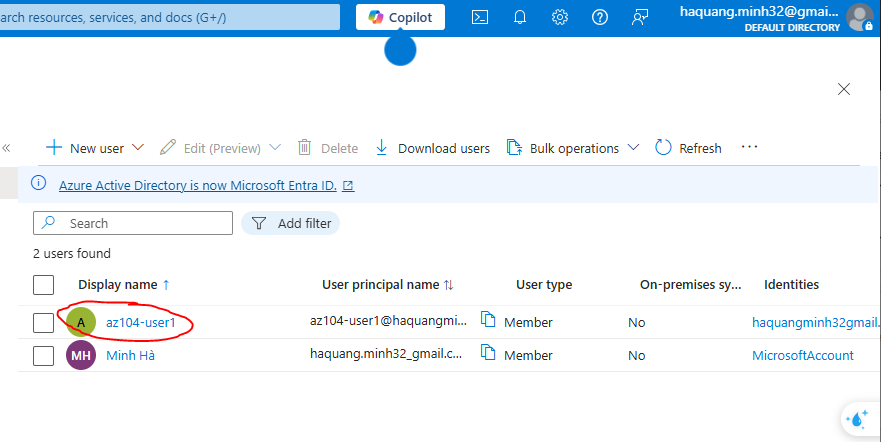 arch resources, services, and docs (G+/)
Copilot
haquang.minh32@gmai...
DEFAULT DIRECTORY
New user
Edit (Preview)
Delete
Download users
Bulk operations
Refresh
Azure Active Directory is now Microsoft Entra ID.
Search
Add filter
2 users found
Display name ↑ User principal name ↑↓ User type On-premises sy... Identities
A az104-user1 az104-user1@haquangmi... Member No haquangminh32gmail.
MH Minh Hà haquang.minh32_gmail.c... Member No MicrosoftAccount